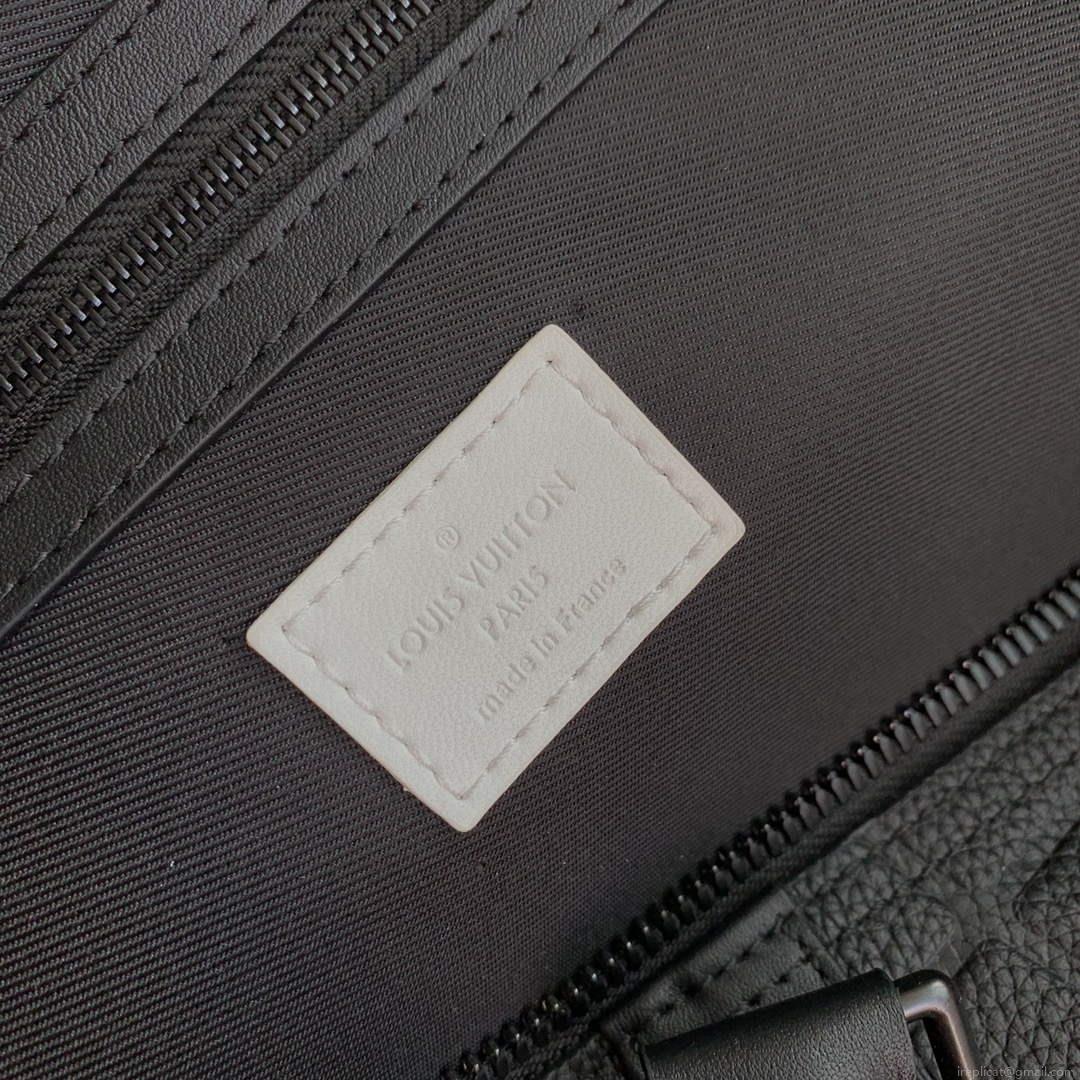 ®
LOUIS VUITTON
PARIS
made in France
ireplicat@gmail.com